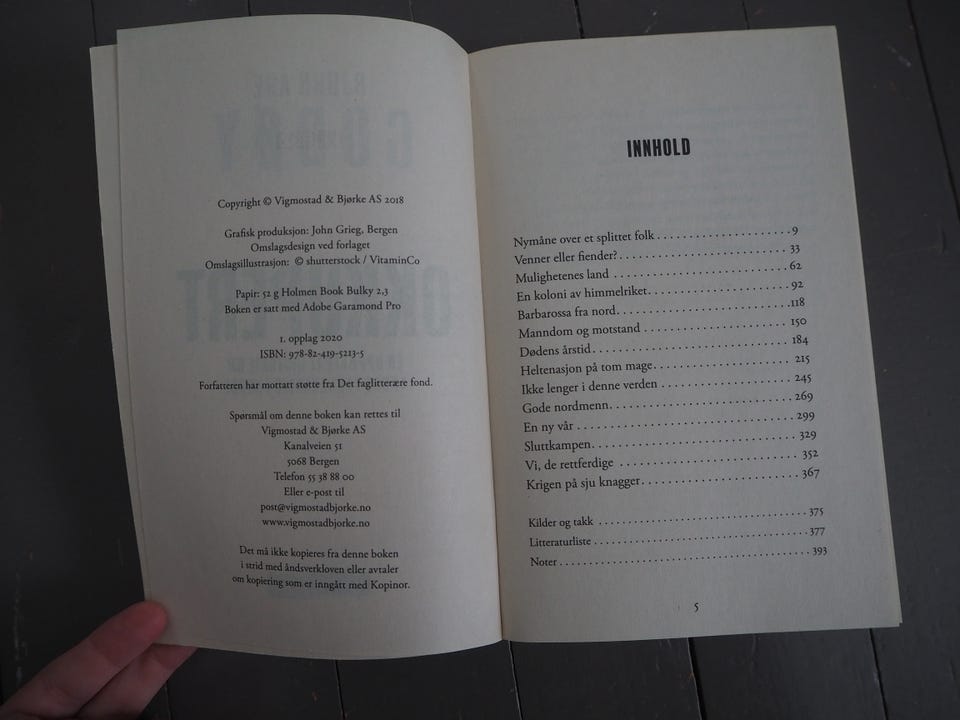 Copyright © Vigmostad & Bjørke AS 2018
Grafisk produksjon: John Grieg, Bergen
Omslagsdesign ved forlaget
Omslagsillustrasjon: © shutterstock / VitaminCo
Papir: 52 g Holmen Book Bulky 2,3
Boken er satt med Adobe Garamond Pro
1. opplag 2020
ISBN: 978-82-419-5213-5
Forfatteren har mottatt støtte fra Det faglitterære fond.
Spørsmål om denne boken kan rettes til
Vigmostad & Bjørke AS
Kanalveien 51
5068 Bergen
Telefon 55 38 88 00
Eller e-post til
post@vigmostadbjorke.no
www.vigmostadbjorke.no
Det må ikke kopieres fra denne boken
i strid med åndsverkloven eller avtaler
om kopiering som er inngått med Kopinor.
INNHOLD
Nymåne over et splittet folk . . . . . . . . . . . . . . . . . . . . . 9
Venner eller fiender? . . . . . . . . . . . . . . . . . . . . . . . . . . . 33
Mulighetenes land . . . . . . . . . . . . . . . . . . . . . . . . . . . . 62
En koloni av himmelriket . . . . . . . . . . . . . . . . . . . . . . . 92
Barbarossa fra nord . . . . . . . . . . . . . . . . . . . . . . . . . . . 118
Manndom og motstand . . . . . . . . . . . . . . . . . . . . . . . 150
Dødens årstid . . . . . . . . . . . . . . . . . . . . . . . . . . . . . . . 184
Heltenasjon på tom mage . . . . . . . . . . . . . . . . . . . . . . 215
Ikke lenger i denne verden . . . . . . . . . . . . . . . . . . . . . 245
Gode nordmenn . . . . . . . . . . . . . . . . . . . . . . . . . . . . . 269
En ny vår . . . . . . . . . . . . . . . . . . . . . . . . . . . . . . . . . . 299
Sluttkampen . . . . . . . . . . . . . . . . . . . . . . . . . . . . . . . . 329
Vi, de rettferdige . . . . . . . . . . . . . . . . . . . . . . . . . . . . 352
Krigen på sju knagger . . . . . . . . . . . . . . . . . . . . . . . . . 367
Kilder og takk . . . . . . . . . . . . . . . . . . . . . . . . . . . . . . . 375
Litteraturliste . . . . . . . . . . . . . . . . . . . . . . . . . . . . . . . 377
Noter . . . . . . . . . . . . . . . . . . . . . . . . . . . . . . . . . . . . . 393
5